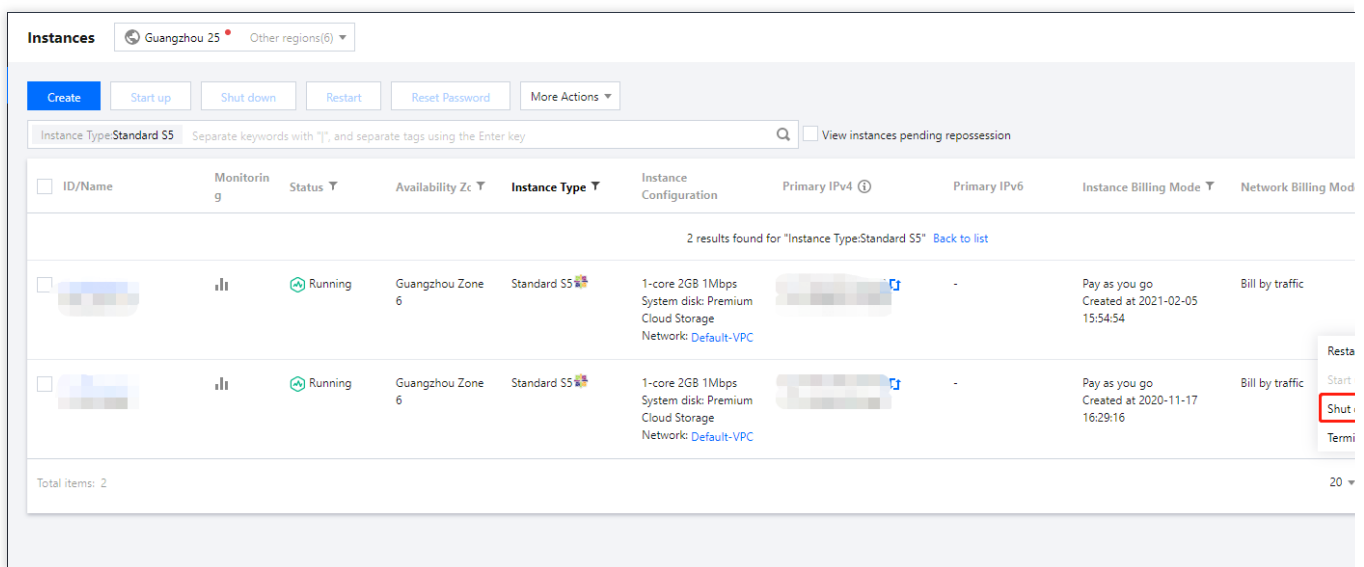 Instances Guangzhou 25 Other regions(6)
Create Start up Shut down Restart Reset Password More Actions
Instance Type:Standard S5 Separate keywords with "|", and separate tags using the Enter key View instances pending repossession
ID/Name Monitorin
g Status Availability Zc Instance Type Instance
Configuration Primary IPv4 Primary IPv6 Instance Billing Mode Network Billing Mod
2 results found for "Instance Type:Standard S5" Back to list
Running Guangzhou Zone
6 Standard S5 1-core 2GB 1Mbps
System disk: Premium
Cloud Storage
Network: Default-VPC - Pay as you go
Created at 2021-02-05
15:54:54 Bill by traffic
Running Guangzhou Zone
6 Standard S5 1-core 2GB 1Mbps
System disk: Premium
Cloud Storage
Network: Default-VPC - Pay as you go
Created at 2020-11-17
16:29:16 Bill by traffic
Resta
Start
Shut
Termi
Total items: 2 20